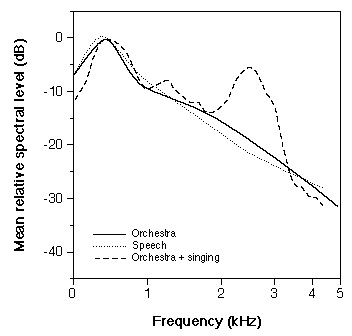 Mean relative spectral level (dB)
0
-10
-20
-30
-40
Orchestra
Speech
Orchestra + singing
0 1 2 3 4 5
Frequency (kHz)